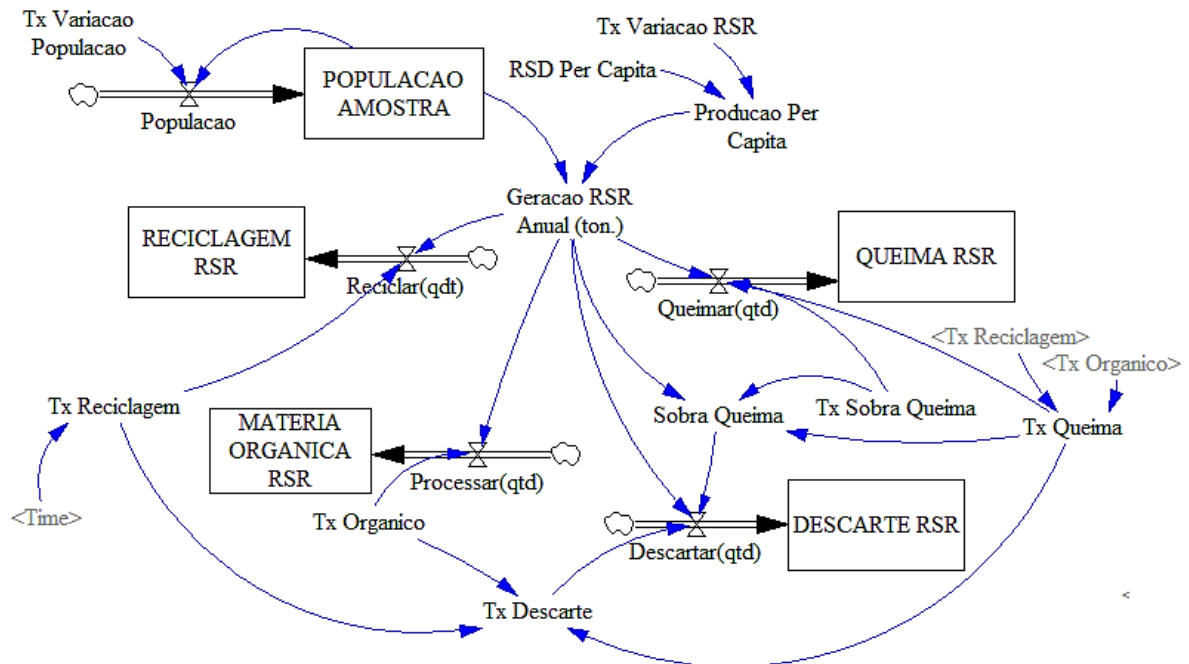 Tx Variacao
Populacao
Populacao
POPULACAO
AMOSTRA
Tx Variacao RSR
RSD Per Capita
Producao Per
Capita
Geracao RSR
Anual (ton.)
RECICLAGEM
RSR
Reciclar(qdt)
QUEIMA RSR
Queimar(qtd)
<Tx Reciclagem>
<Tx Organico>
Tx Reciclagem
<Time>
MATERIA
ORGANICA
RSR
Processar(qtd)
Tx Organico
Sobra Queima
Tx Sobra Queima
Tx Queima
DESCARTE RSR
Descartar(qtd)
Tx Descarte
<